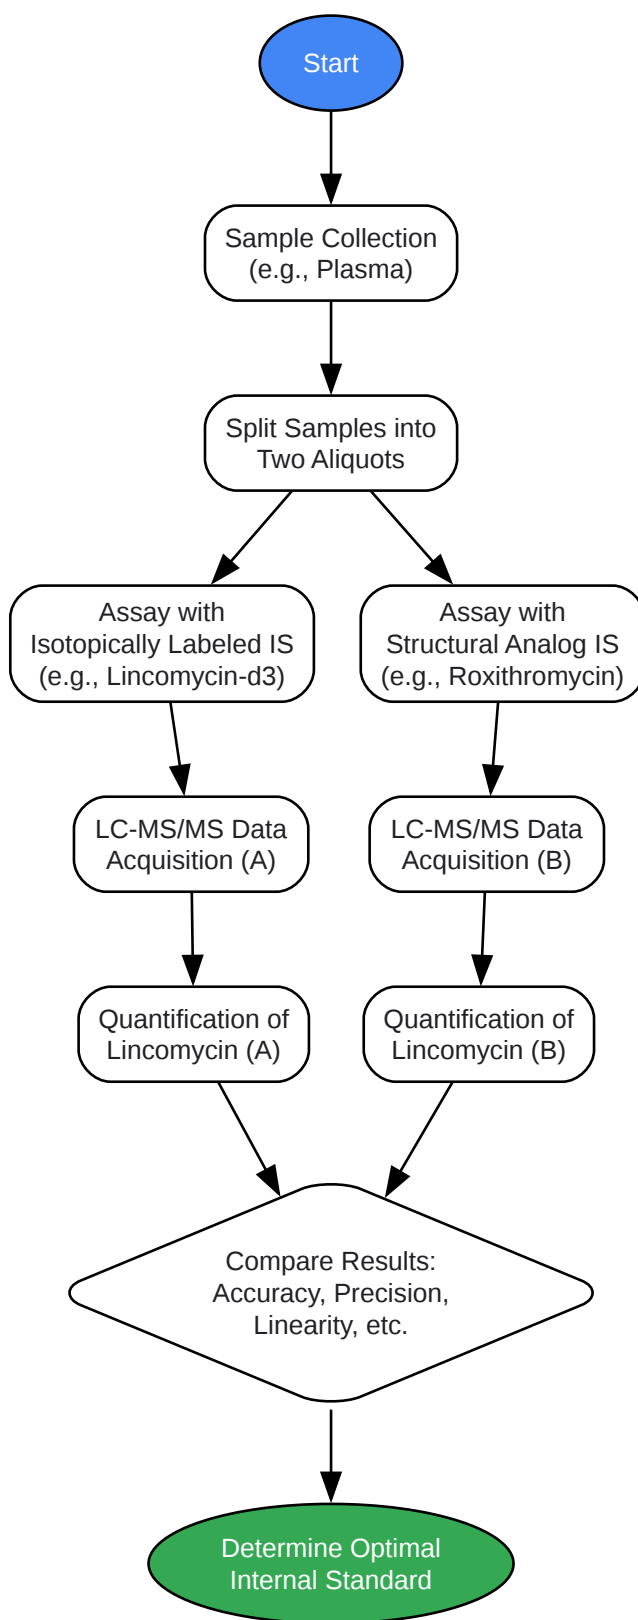 Start
Sample Collection
(e.g., Plasma)
Split Samples into
Two Aliquots
Assay with
Isotopically Labeled IS
(e.g., Lincomycin-d3)
Assay with
Structural Analog IS
(e.g., Roxithromycin)
LC-MS/MS Data
Acquisition (A)
LC-MS/MS Data
Acquisition (B)
Quantification of
Lincomycin (A)
Quantification of
Lincomycin (B)
Compare Results:
Accuracy, Precision,
Linearity, etc.
Determine Optimal
Internal Standard